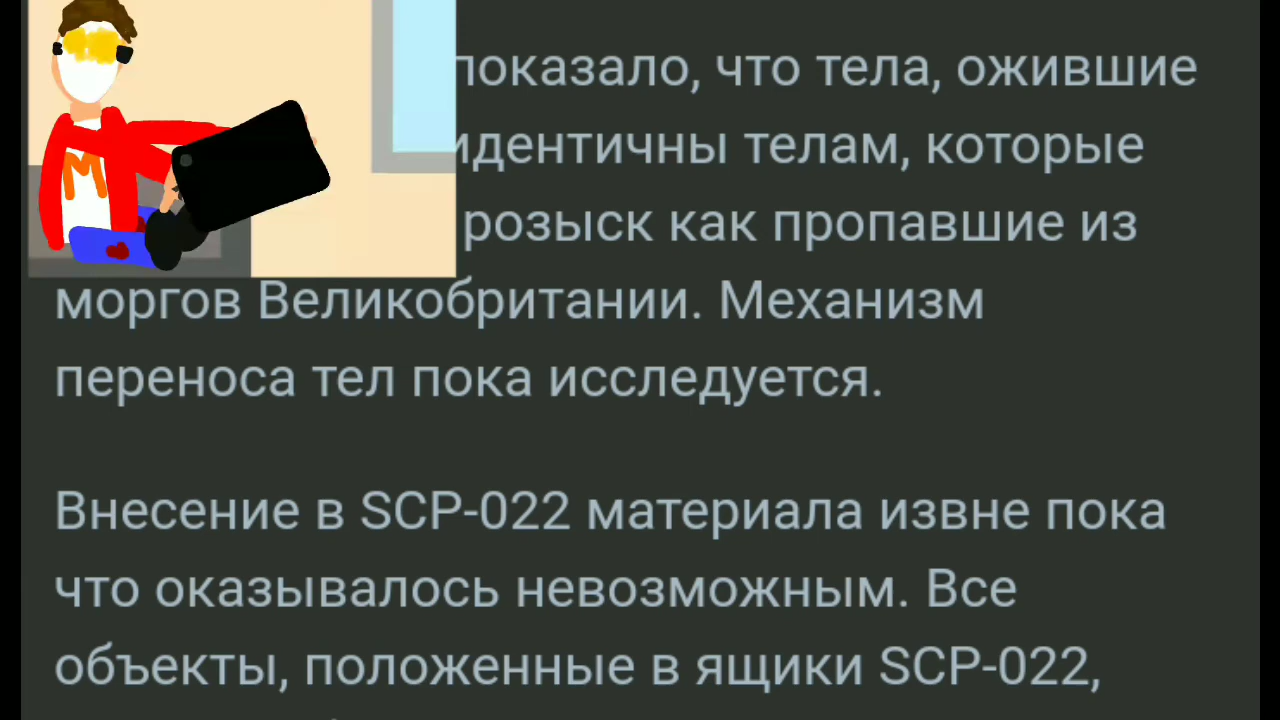 показало, что тела, ожившие
идентичны телам, которые
розыск как пропавшие из
M
моргов Великобритании. Механизм
переноса тел пока исследуется.
Внесение в SCP-022 материала извне пока
что оказывалось невозможным. Все
объекты, положенные в ящики SCP-022,